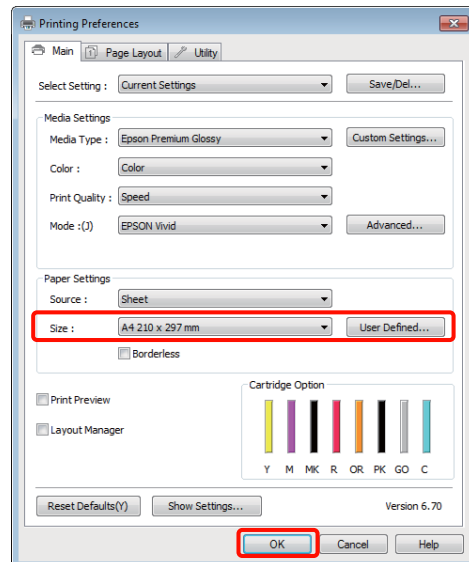 Printing Preferences
Main
Page Layout
Utility
Select Setting : Current Settings Save/Del...
Media Settings
Media Type : Epson Premium Glossy Custom Settings...
Color : Color
Print Quality : Speed
Mode :(J) EPSON Vivid Advanced...
Paper Settings
Source : Sheet
Size : A4 210 x 297 mm User Defined...
Borderless
Print Preview
Layout Manager
Cartridge Option
Y M MK R OR PK GO C
Reset Defaults(Y) Show Settings... Version 6.70
OK Cancel Help